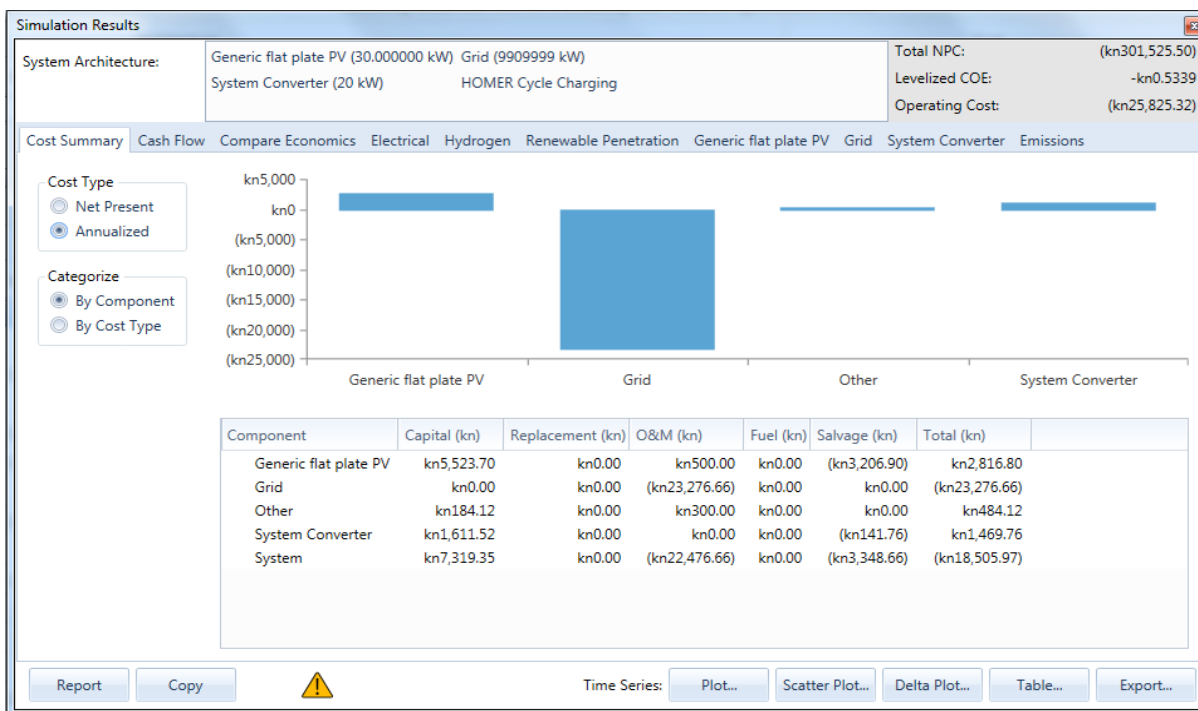 Simulation Results
System Architecture:
Generic flat plate PV (30.000000 kW) Grid (9909999 kW)
System Converter (20 kW) HOMER Cycle Charging
Total NPC: (kn301,525.50)
Levelized COE: -kn0.5339
Operating Cost: (kn25,825.32)
Cost Summary Cash Flow Compare Economics Electrical Hydrogen Renewable Penetration Generic flat plate PV Grid System Converter Emissions
Cost Type
Net Present
Annualized
Categorize
By Component
By Cost Type
kn5,000
kn0
(kn5,000)
(kn10,000)
(kn15,000)
(kn20,000)
(kn25,000)
Generic flat plate PV Grid Other System Converter
Component Capital (kn) Replacement (kn) O&M (kn) Fuel (kn) Salvage (kn) Total (kn)
Generic flat plate PV kn5,523.70 kn0.00 kn500.00 kn0.00 (kn3,206.90) kn2,816.80
Grid kn0.00 kn0.00 (kn23,276.66) kn0.00 kn0.00 (kn23,276.66)
Other kn184.12 kn0.00 kn300.00 kn0.00 kn0.00 kn484.12
System Converter kn1,611.52 kn0.00 kn0.00 kn0.00 (kn141.76) kn1,469.76
System kn7,319.35 kn0.00 (kn22,476.66) kn0.00 (kn3,348.66) (kn18,505.97)
Report Copy Time Series: Plot... Scatter Plot... Delta Plot... Table... Export...